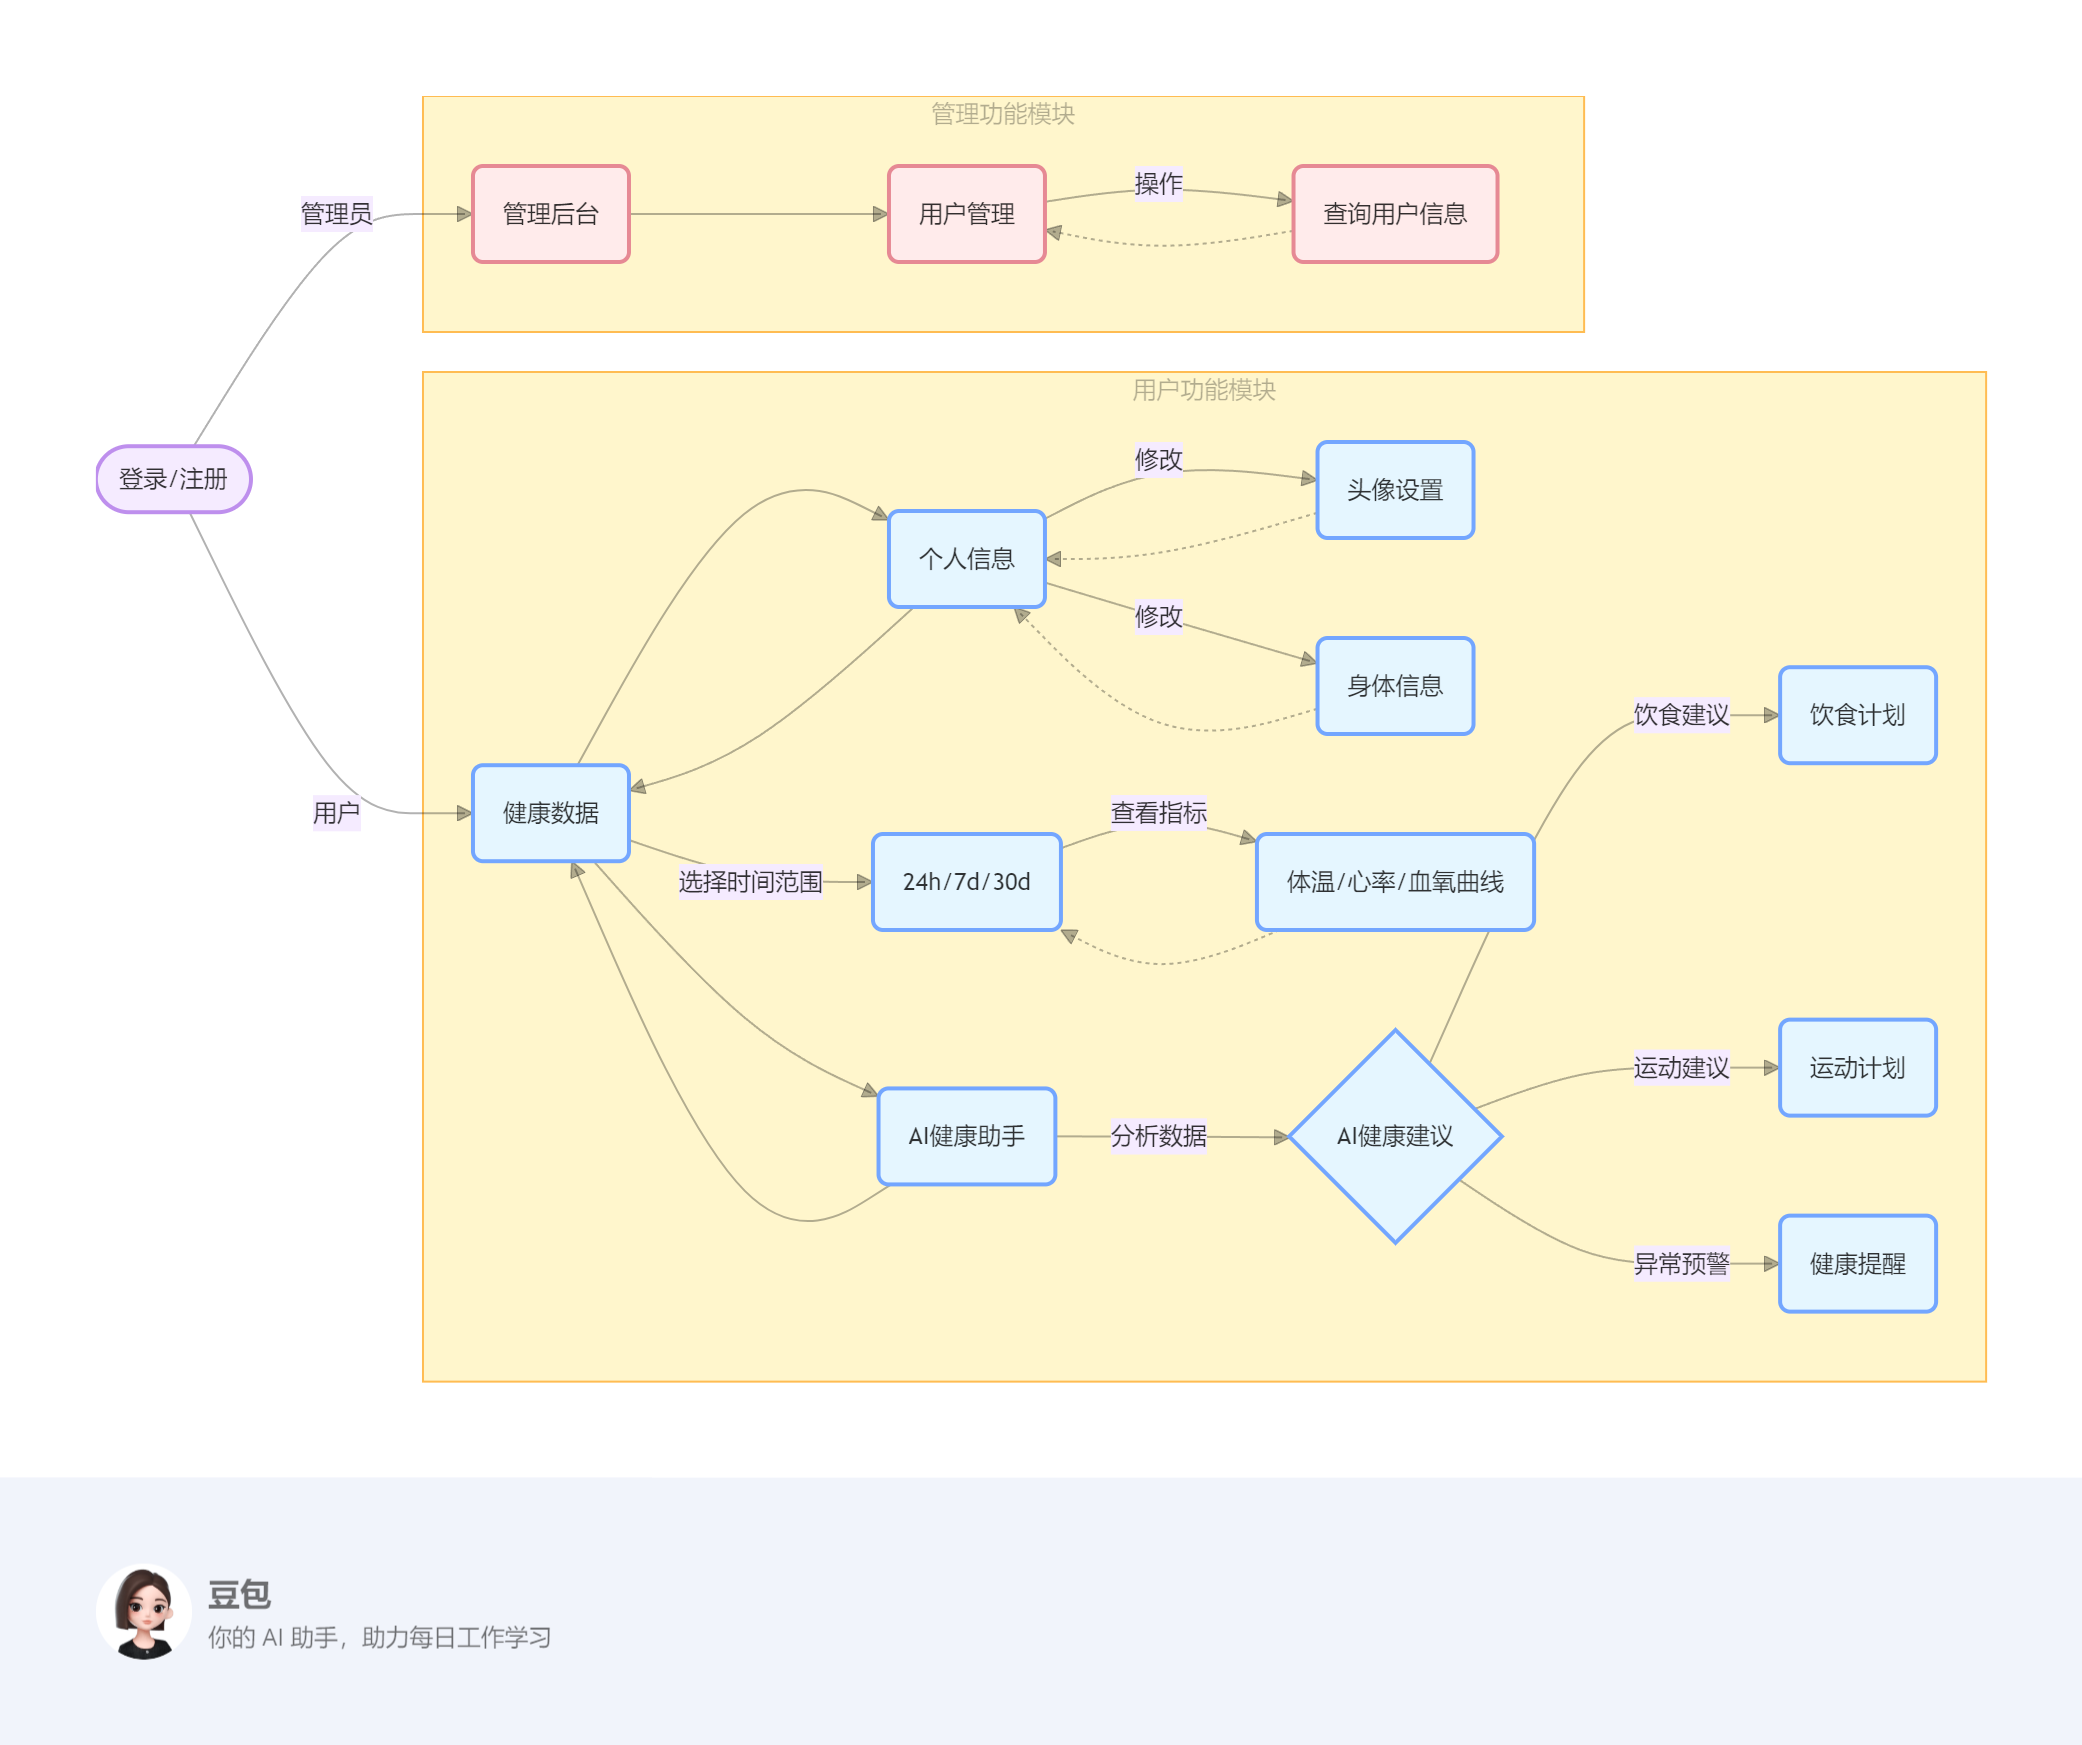 管理功能模块
管理员
管理后台
用户管理
操作
查询用户信息
用户功能模块
登录/注册
修改
头像设置
个人信息
修改
身体信息
饮食建议
饮食计划
用户
健康数据
查看指标
选择时间范围
24h/7d/30d
体温/心率/血氧曲线
运动建议
运动计划
AI健康助手
分析数据
AI健康建议
异常预警
健康提醒
豆包
你的 AI 助手，助力每日工作学习